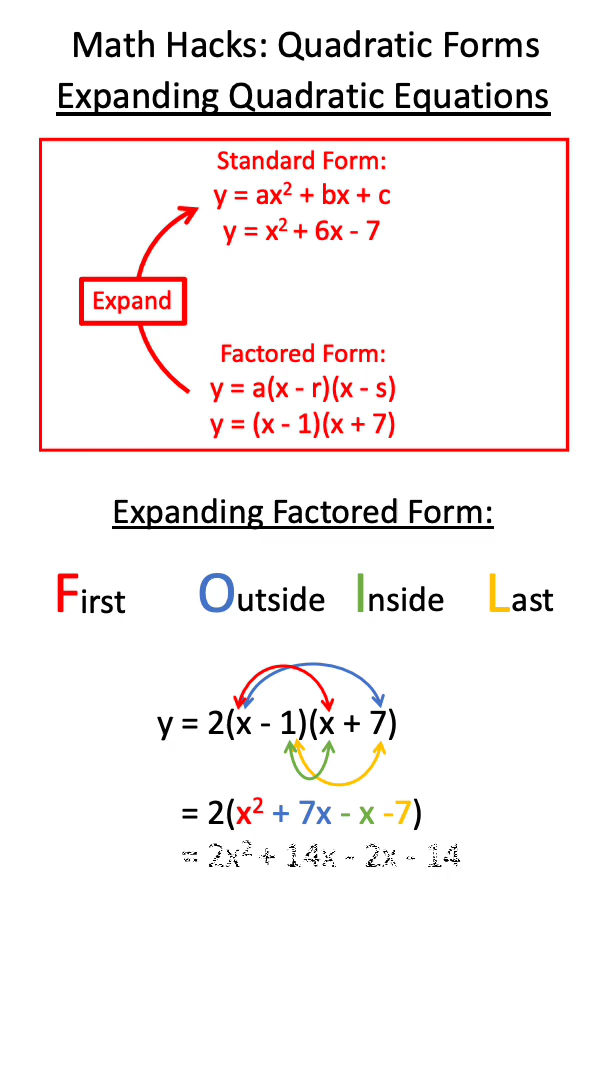 Math Hacks: Quadratic Forms
Expanding Quadratic Equations
Standard Form:
y = ax² + bx + c
y = x² + 6x - 7
Expand
Factored Form:
y = a(x - r)(x - s)
y = (x - 1)(x + 7)
Expanding Factored Form:
First Outside Inside Last
y = 2(x - 1)(x + 7)
= 2(x² + 7x - x -7)
= 2x² + 14x - 2x - 14